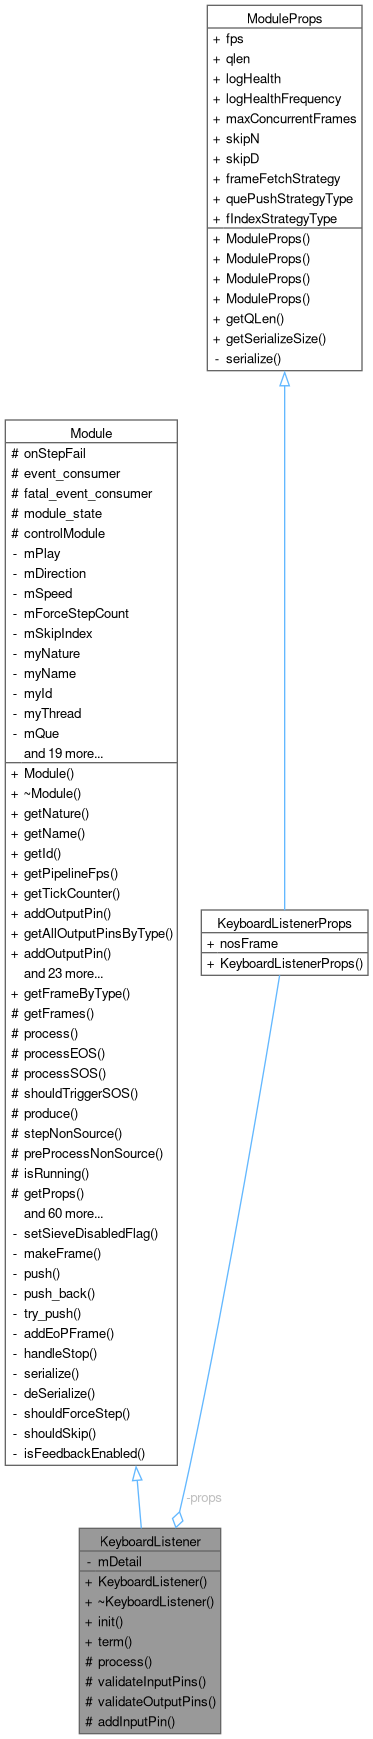 ModuleProps
+ fps
+ qlen
+ logHealth
+ logHealthFrequency
+ maxConcurrentFrames
+ skipN
+ skipD
+ frameFetchStrategy
+ quePushStrategyType
+ fIndexStrategyType
+ ModuleProps()
+ ModuleProps()
+ ModuleProps()
+ ModuleProps()
+ getQLen()
+ getSerializeSize()
- serialize()
Module
# onStepFail
# event_consumer
# fatal_event_consumer
# module_state
# controlModule
- mPlay
- mDirection
- mSpeed
- mForceStepCount
- mSkipIndex
- myNature
- myName
- myId
- myThread
- mQue
and 19 more...
+ Module()
+ ~Module()
+ getNature()
+ getName()
+ getId()
+ getPipelineFps()
+ getTickCounter()
+ addOutputPin()
+ getAllOutputPinsByType()
+ addOutputPin()
and 23 more...
+ getFrameByType()
# getFrames()
# process()
# processEOS()
# processSOS()
# shouldTriggerSOS()
# produce()
# stepNonSource()
# preProcessNonSource()
# isRunning()
# getProps()
and 60 more...
- setSieveDisabledFlag()
- makeFrame()
- push()
- push_back()
- try_push()
- addEoPFrame()
- handleStop()
- serialize()
- deSerialize()
- shouldForceStep()
- shouldSkip()
- isFeedbackEnabled()
KeyboardListenerProps
+ nosFrame
+ KeyboardListenerProps()
-props
KeyboardListener
- mDetail
+ KeyboardListener()
+ ~KeyboardListener()
+ init()
+ term()
# process()
# validateInputPins()
# validateOutputPins()
# addInputPin()